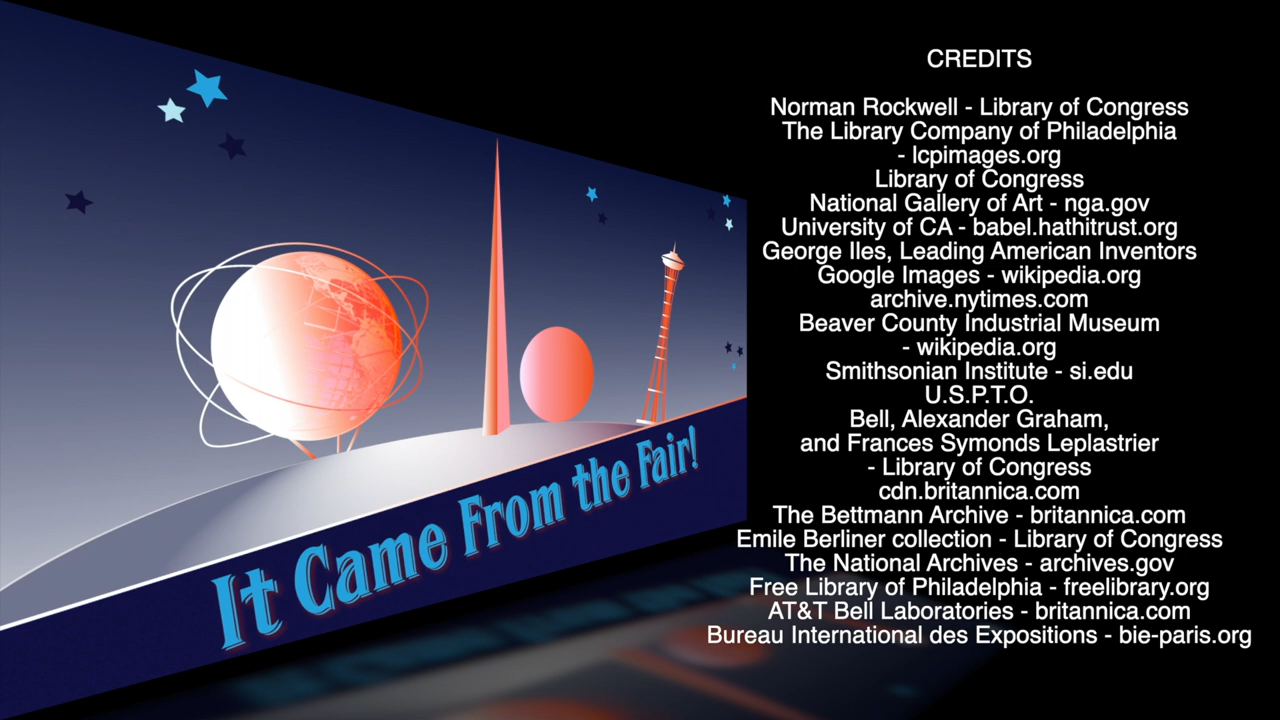 It Came From the Fair!
CREDITS
Norman Rockwell - Library of Congress
The Library Company of Philadelphia
- lcpimages.org
Library of Congress
National Gallery of Art - nga.gov
University of CA - babel.hathitrust.org
George Iles, Leading American Inventors
Google Images - wikipedia.org
archive.nytimes.com
Beaver County Industrial Museum
- wikipedia.org
Smithsonian Institute - si.edu
U.S.P.T.O.
Bell, Alexander Graham,
and Frances Symonds Leplastrier
- Library of Congress
cdn.britannica.com
The Bettmann Archive - britannica.com
Emile Berliner collection - Library of Congress
The National Archives - archives.gov
Free Library of Philadelphia - freelibrary.org
AT&T Bell Laboratories - britannica.com
Bureau International des Expositions - bie-paris.org